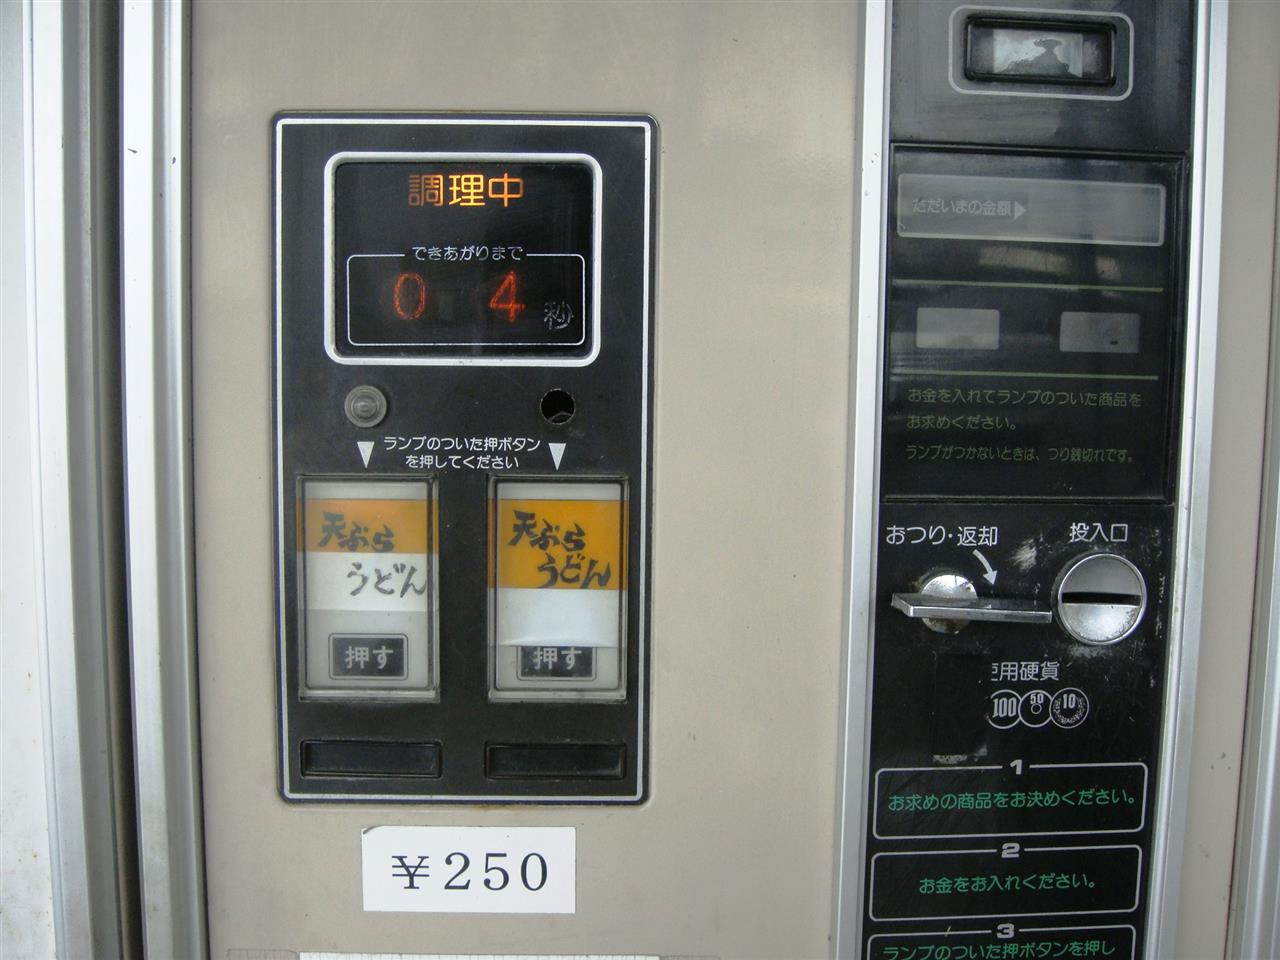 調理中
できあがりまで
04秒
ランプのついた押ボタン
を押してください
天ぷら
うどん
押す
天ぷら
うどん
押す
¥250
ただいまの金額
お金を入れてランプのついた商品を
お求めください。
ランプがつかないときは、つり銭切れです。
おつり・返却
投入口
用硬貨
100 50 10
1
お求めの商品をお決めください。
2
お金をお入れください。
3
ランプのついた押ボタンを押し